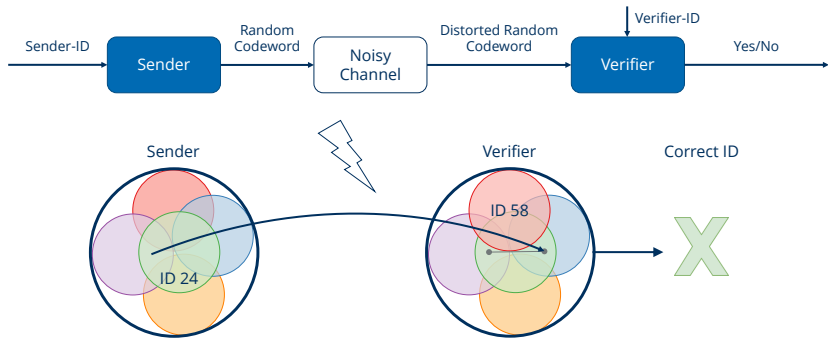 Sender-ID
Sender
Random
Codeword
Noisy
Channel
Distorted Random
Codeword
Verifier-ID
Verifier
Yes/No
Sender
Verifier
Correct ID
ID 58
ID 24
X